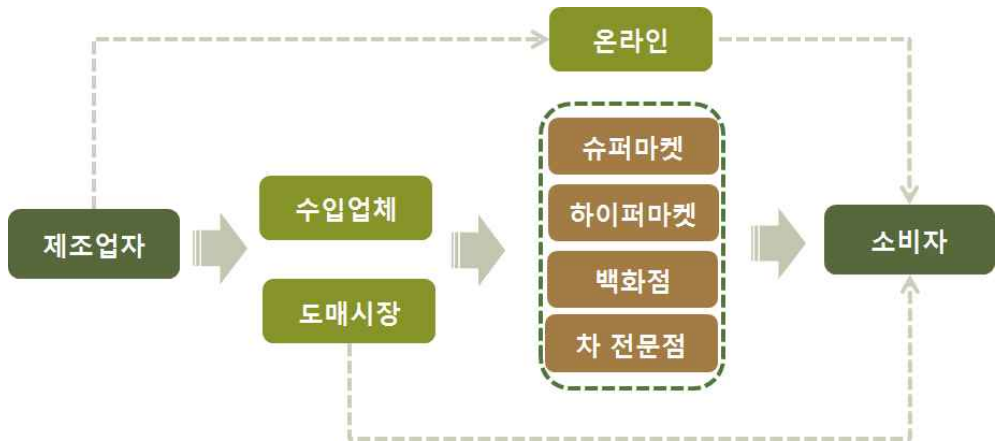 온라인
슈퍼마켓
하이퍼마켓
백화점
차 전문점
제조업자
수입업체
도매시장
소비자